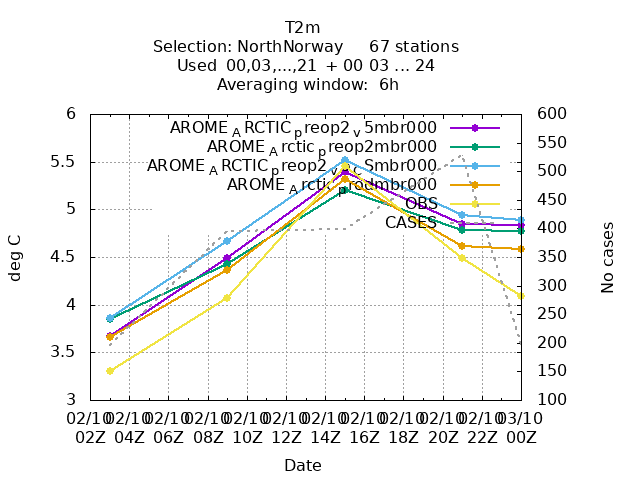 T2m
Selection: NorthNorway 67 stations
Used 00,03,...,21 + 00 03 ... 24
Averaging window: 6h
6 600
AROME_ARCTIC_preop2_v5mbr000
550
AROME_Arctic_preop2mbr000
5.5 500
AROME_ARCTIC_preop2_v_CSmbr000
AROME_Arctic_prodmbr000
450
5 OBS
CASES 400
4.5 350
300
4 250
3.5 200
150
3 100
deg C
No cases
02/10 02/10 02/10 02/10 02/10 02/10 02/10 02/10 02/10 02/10 02/10 03/10
02Z 04Z 06Z 08Z 10Z 12Z 14Z 16Z 18Z 20Z 22Z 00Z
Date